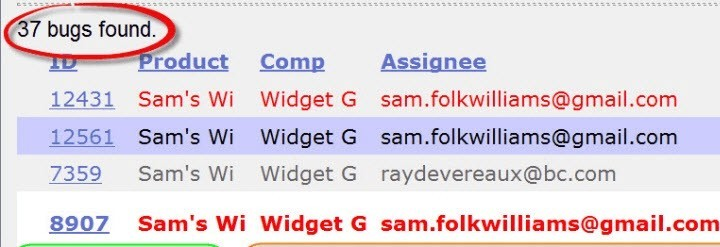 37 bugs found.
ID Product Comp Assignee
12431 Sam's Wi Widget G sam.folkwilliams@gmail.com
12561 Sam's Wi Widget G sam.folkwilliams@gmail.com
7359 Sam's Wi Widget G raydevereaux@bc.com
8907 Sam's Wi Widget G sam.folkwilliams@gmail.com